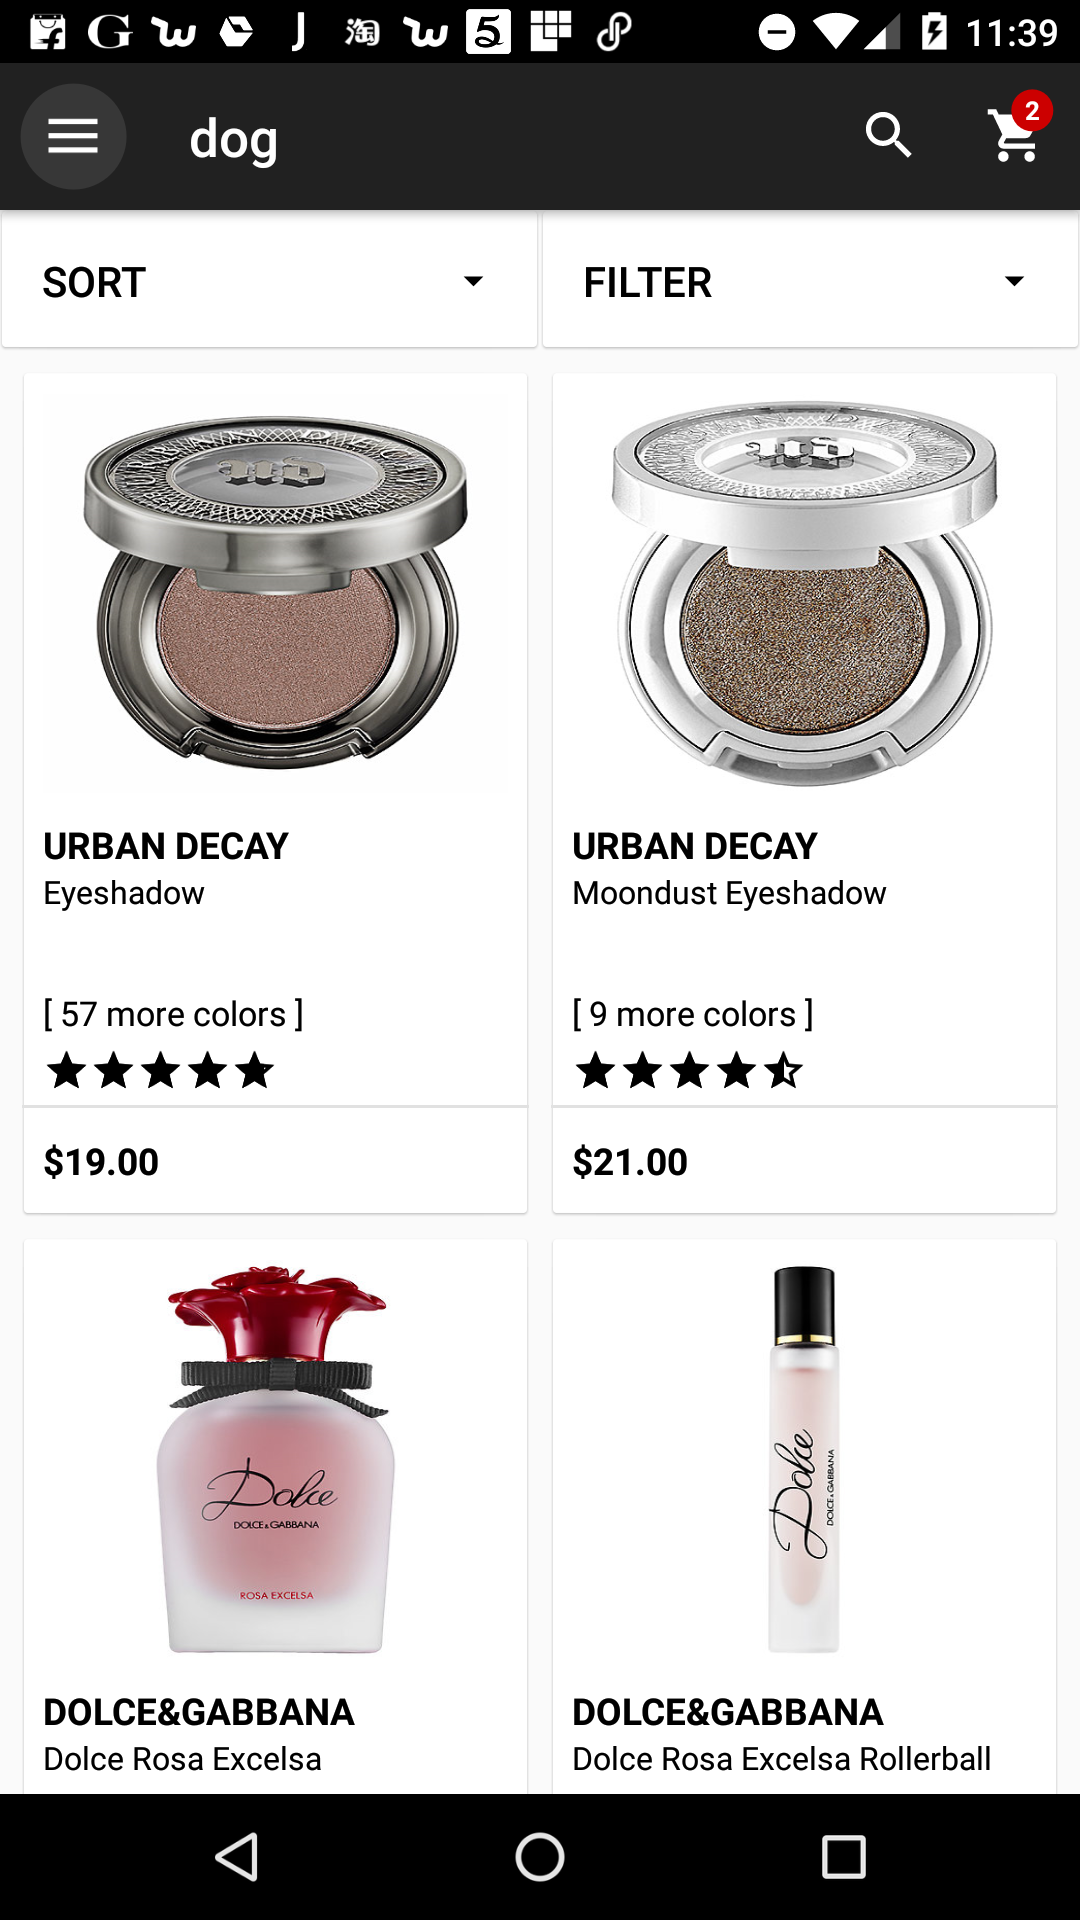 11:39
dog
2
SORT
FILTER
URBAN DECAY
Eyeshadow
[ 57 more colors ]
$19.00
URBAN DECAY
Moondust Eyeshadow
[ 9 more colors ]
$21.00
Dolce
DOLCE & GABBANA
ROSA EXCELSA
DOLCE&GABBANA
Dolce Rosa Excelsa
Dolce
DOLCE & GABBANA
DOLCE&GABBANA
Dolce Rosa Excelsa Rollerball